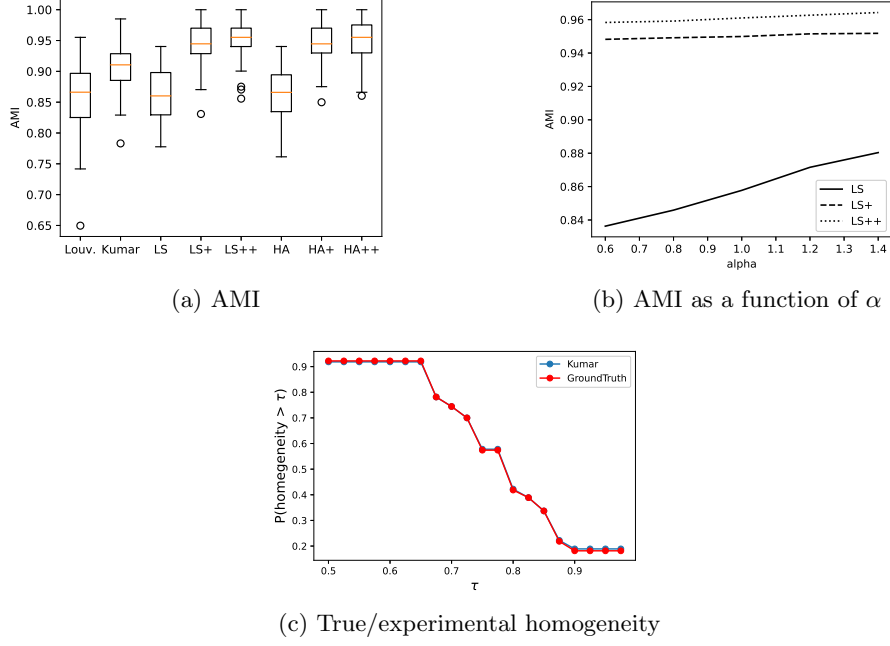 1.00
0.95
0.90
0.85
0.80
0.75
0.70
0.65
AMI
Louv. Kumar LS LS+ LS++ HA HA+ HA++
(a) AMI
0.96
0.94
0.92
0.90
0.88
0.86
0.84
AMI
LS
LS+
LS++
0.6 0.7 0.8 0.9 1.0 1.1 1.2 1.3 1.4
alpha
(b) AMI as a function of α
0.9
0.8
0.7
0.6
0.5
0.4
0.3
0.2
P(homegeneity > τ)
Kumar
GroundTruth
0.5 0.6 0.7 0.8 0.9
τ
(c) True/experimental homogeneity